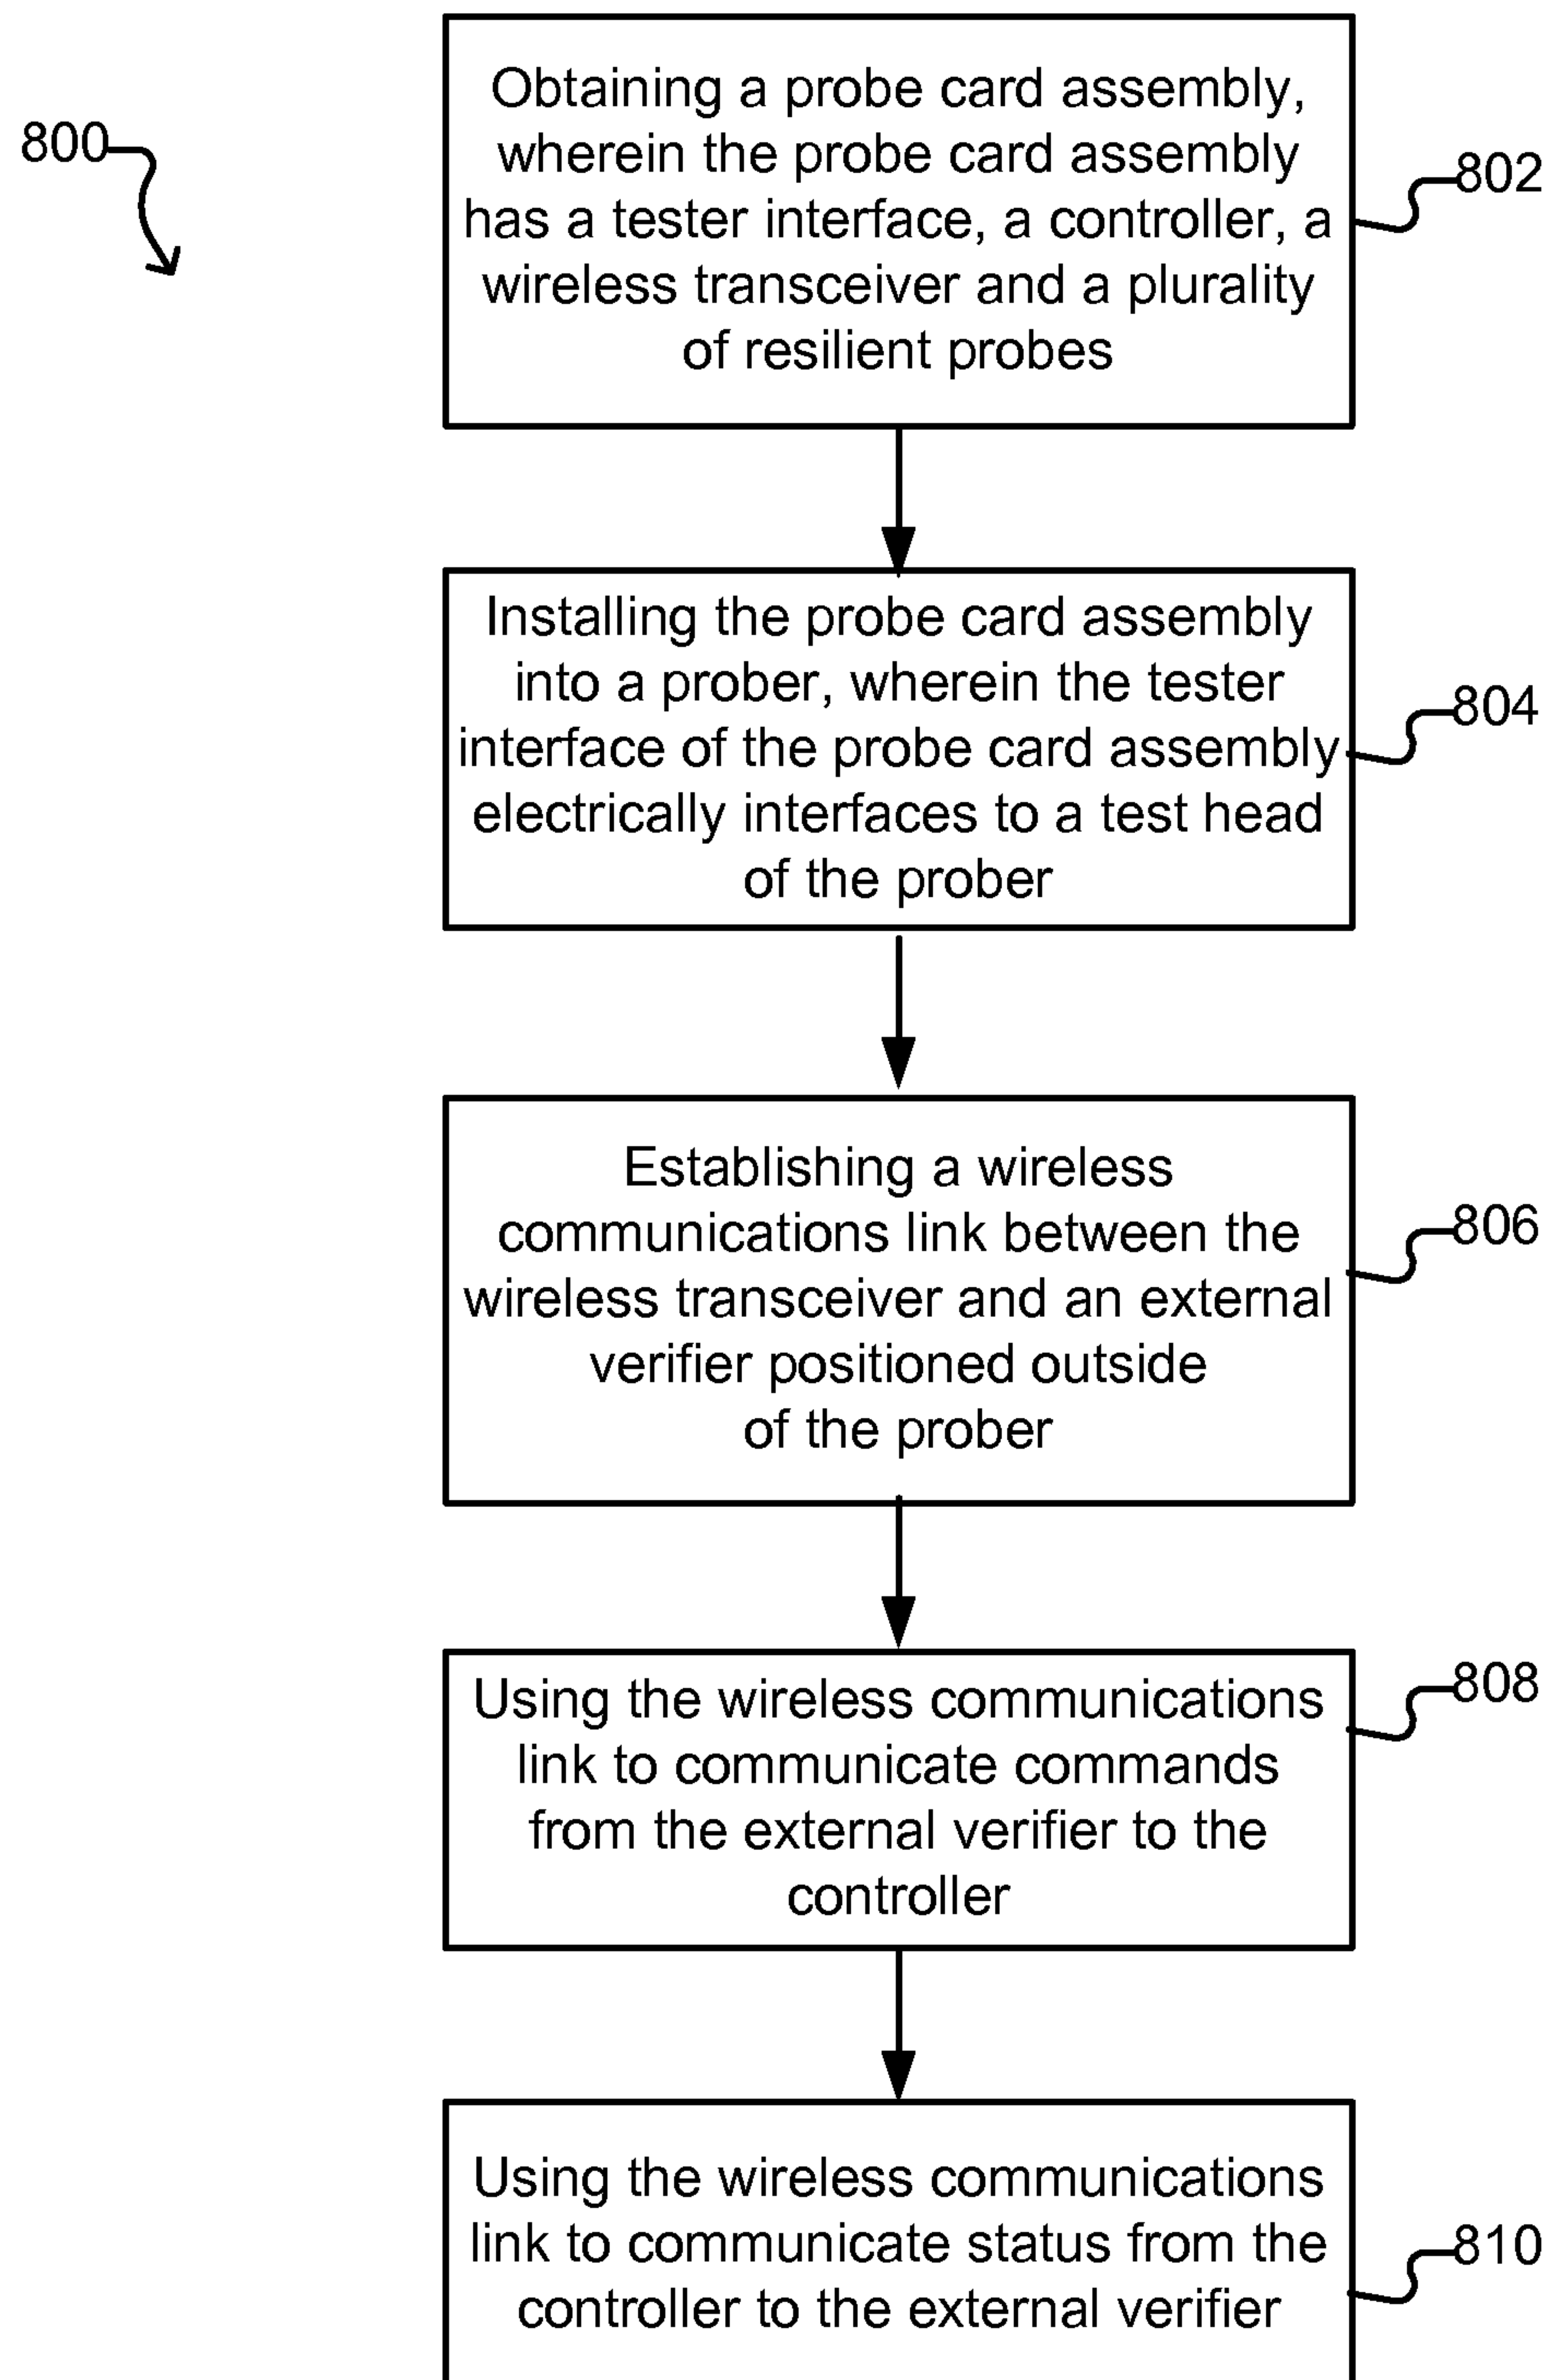 800
Obtaining a probe card assembly,
wherein the probe card assembly
has a tester interface, a controller, a
wireless transceiver and a plurality
of resilient probes
802
Installing the probe card assembly
into a prober, wherein the tester
interface of the probe card assembly
electrically interfaces to a test head
of the prober
804
Establishing a wireless
communications link between the
wireless transceiver and an external
verifier positioned outside
of the prober
806
Using the wireless communications
link to communicate commands
from the external verifier to the
controller
808
Using the wireless communications
link to communicate status from the
controller to the external verifier
810